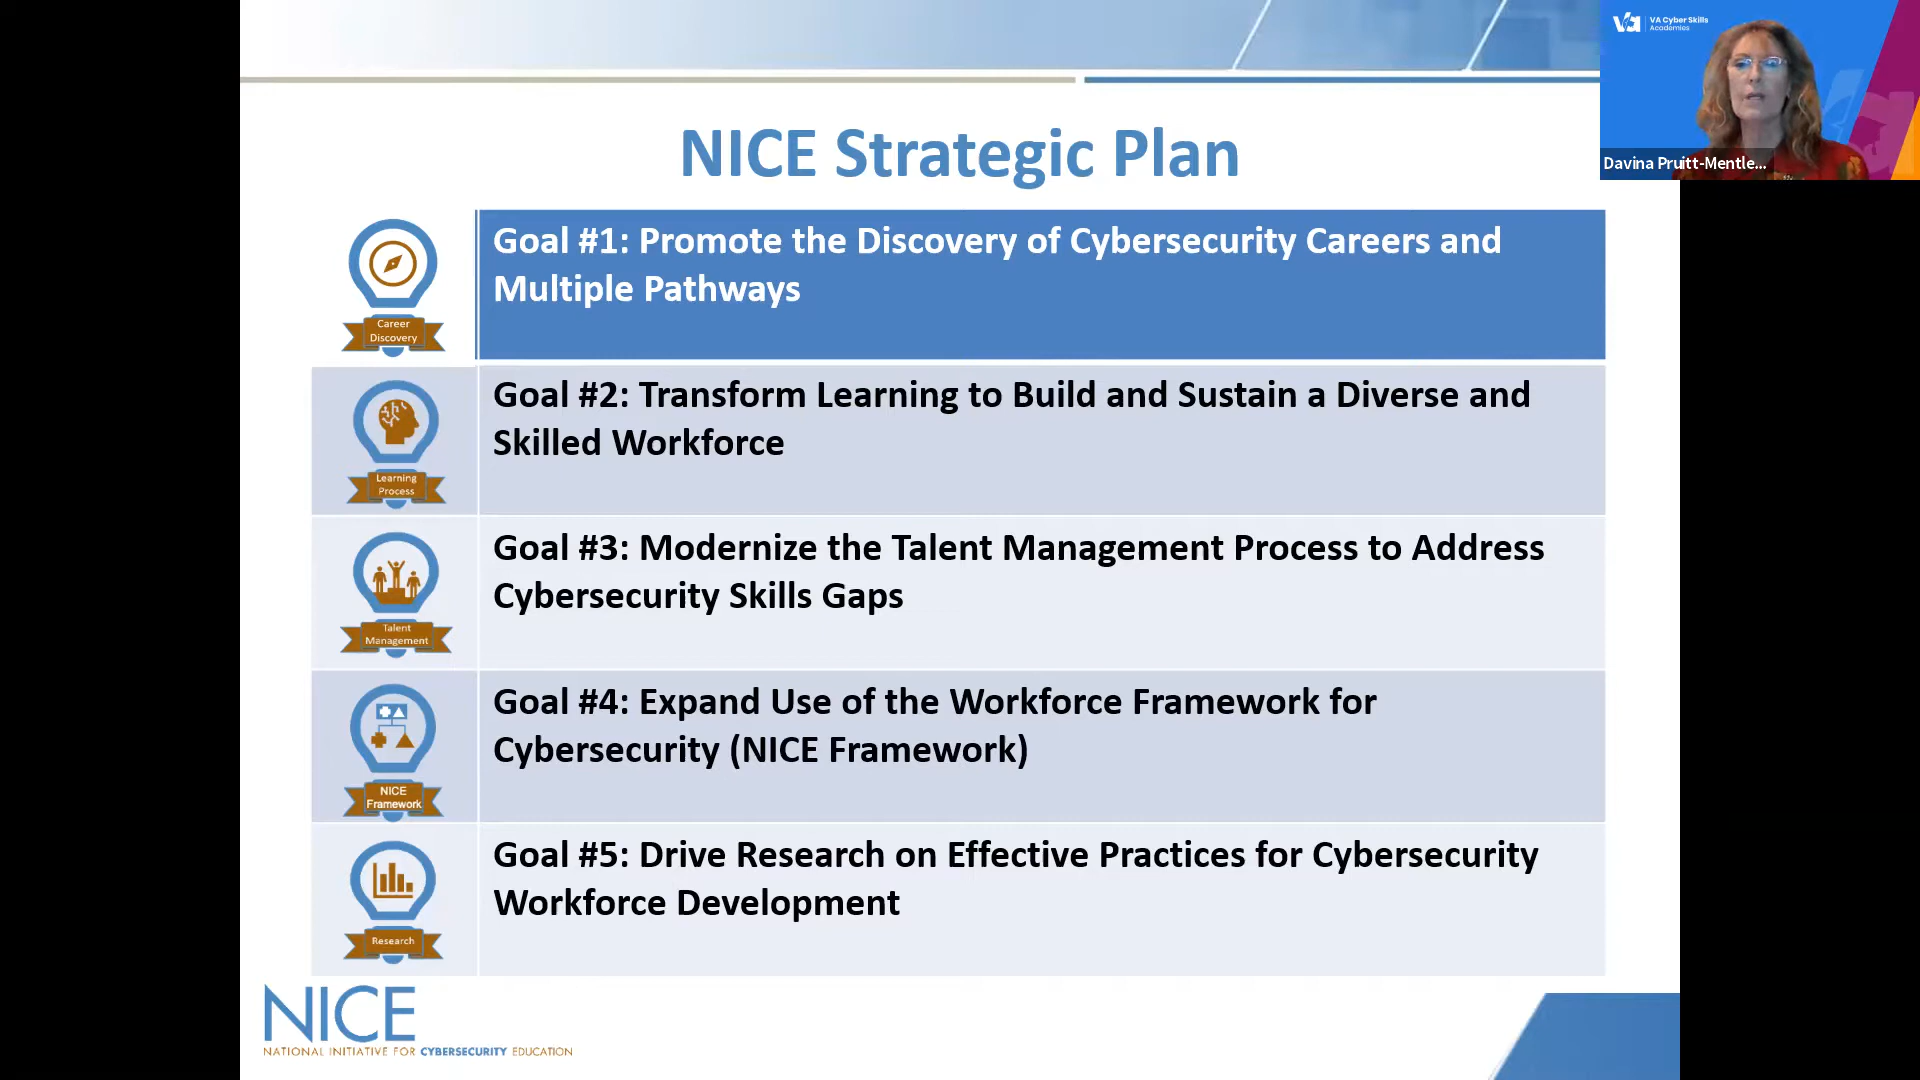 VA Cyber Skills
Academies
Davina Pruitt-Mentle...
NICE Strategic Plan
Career
Discovery
Goal #1: Promote the Discovery of Cybersecurity Careers and
Multiple Pathways
Learning
Process
Goal #2: Transform Learning to Build and Sustain a Diverse and
Skilled Workforce
Talent
Management
Goal #3: Modernize the Talent Management Process to Address
Cybersecurity Skills Gaps
NICE
Framework
Goal #4: Expand Use of the Workforce Framework for
Cybersecurity (NICE Framework)
Research
Goal #5: Drive Research on Effective Practices for Cybersecurity
Workforce Development
NICE
NATIONAL INITIATIVE FOR CYBERSECURITY EDUCATION